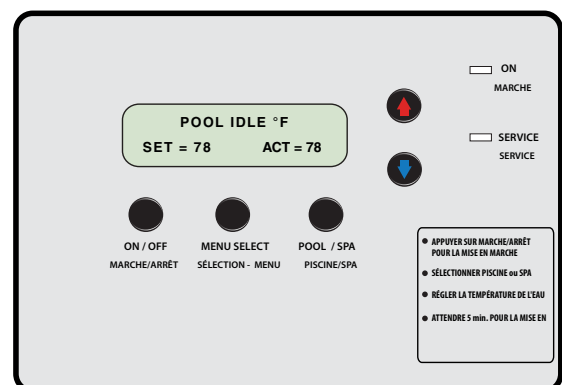 ON
MARCHE
POOL IDLE °F
SET = 78 ACT = 78
SERVICE
SERVICE
ON / OFF
MARCHE/ARRÊT
MENU SELECT
SÉLECTION - MENU
POOL / SPA
PISCINE/SPA
• APPUYER SUR MARCHE/ARRÊT
POUR LA MISE EN MARCHE
• SÉLECTIONNER PISCINE ou SPA
• RÉGLER LA TEMPÉRATURE DE L'EAU
• ATTENDRE 5 min. POUR LA MISE EN